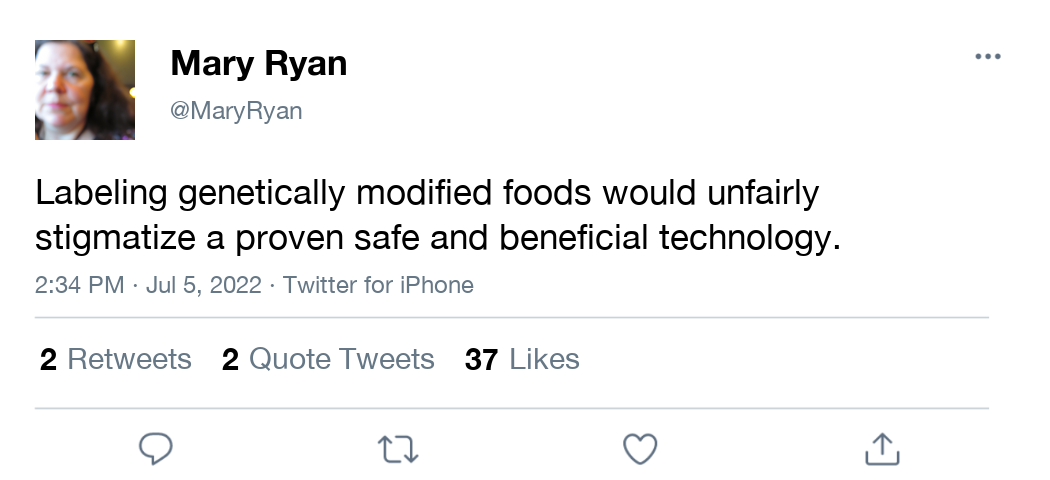 Mary Ryan
@MaryRyan
Labeling genetically modified foods would unfairly
stigmatize a proven safe and beneficial technology.
2:34 PM · Jul 5, 2022 · Twitter for iPhone
2 Retweets 2 Quote Tweets 37 Likes